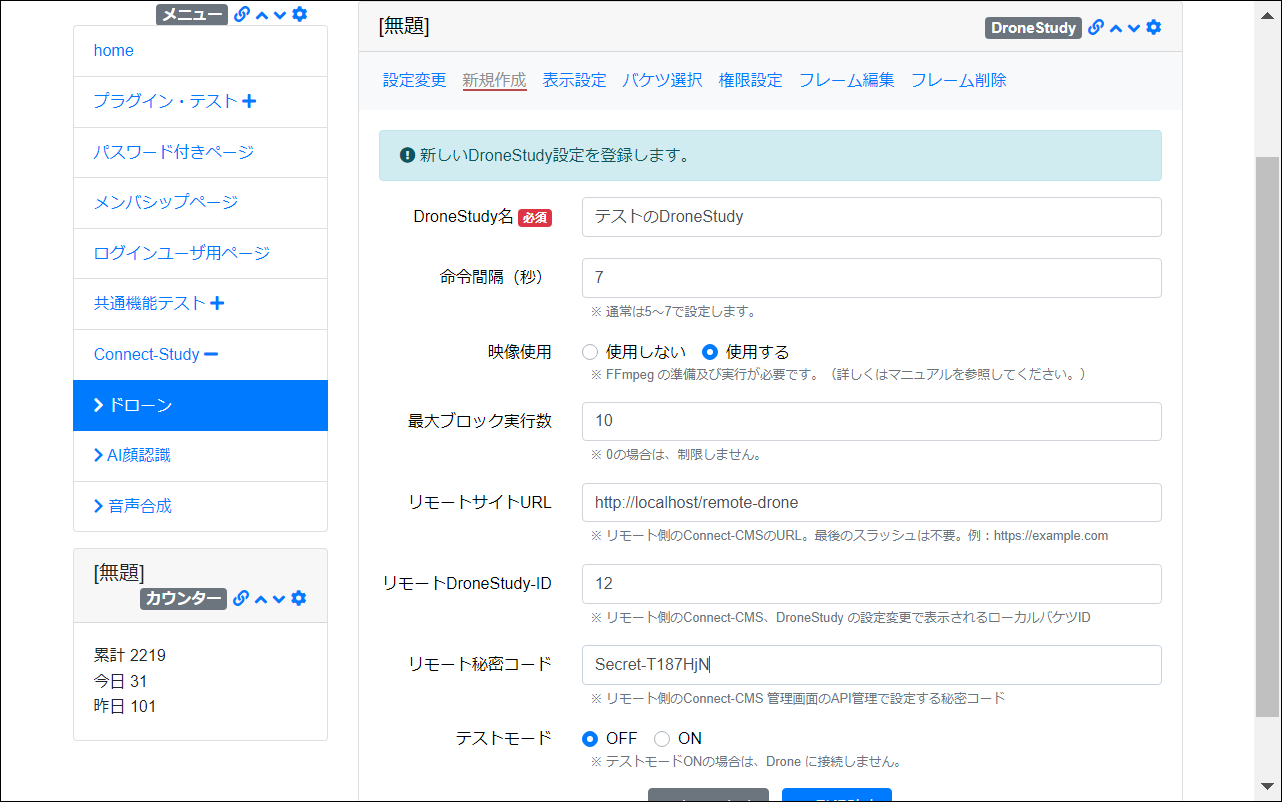 メニュー
home
プラグイン・テスト
パスワード付きページ
メンバシップページ
ログインユーザ用ページ
共通機能テスト
Connect-Study
ドローン
AI顔認識
音声合成
[無題]
カウンター
累計 2219
今日 31
昨日 101
[無題]
DroneStudy
設定変更 新規作成 表示設定 バケツ選択 権限設定 フレーム編集 フレーム削除
新しいDroneStudy設定を登録します。
DroneStudy名 必須 テストのDroneStudy
命令間隔（秒） 7
※ 通常は5～7で設定します。
映像使用 使用しない 使用する
※ FFmpeg の準備及び実行が必要です。（詳しくはマニュアルを参照してください。）
最大ブロック実行数 10
※ 0の場合は、制限しません。
リモートサイトURL http://localhost/remote-drone
※ リモート側のConnect-CMSのURL。最後のスラッシュは不要。例：https://example.com
リモートDroneStudy-ID 12
※ リモート側のConnect-CMS、DroneStudy の設定変更で表示されるローカルバケツID
リモート秘密コード Secret-T187HjN
※ リモート側のConnect-CMS 管理画面のAPI管理で設定する秘密コード
テストモード OFF ON
※ テストモードONの場合は、Drone に接続しません。